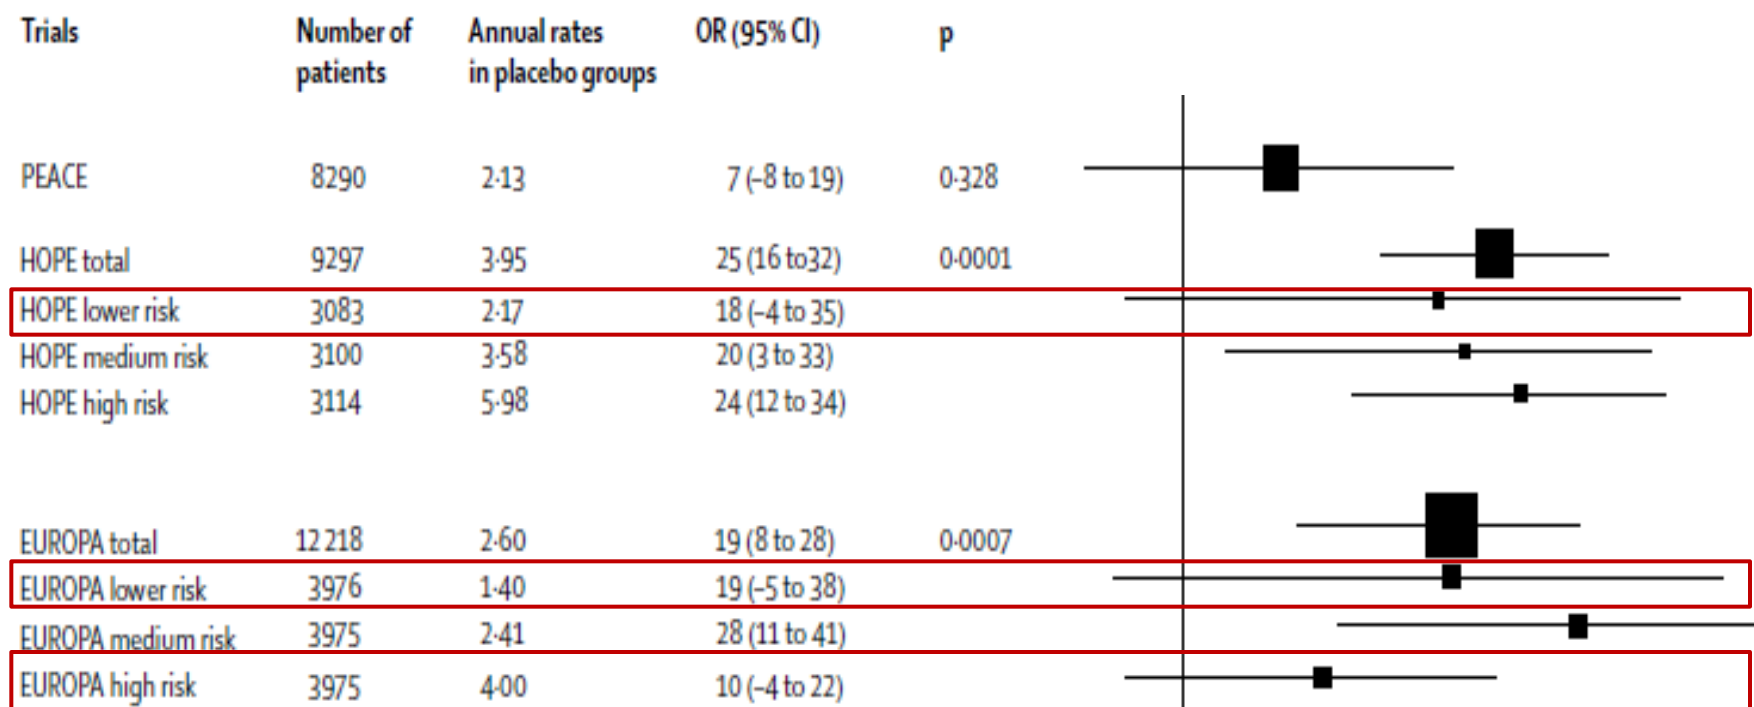 Trials Number of patients Annual rates in placebo groups OR (95% CI) p
PEACE 8290 2·13 7 (–8 to 19) 0·328
HOPE total 9297 3·95 25 (16 to32) 0·0001
HOPE lower risk 3083 2·17 18 (–4 to 35)
HOPE medium risk 3100 3·58 20 (3 to 33)
HOPE high risk 3114 5·98 24 (12 to 34)
EUROPA total 12 218 2·60 19 (8 to 28) 0·0007
EUROPA lower risk 3976 1·40 19 (–5 to 38)
EUROPA medium risk 3975 2·41 28 (11 to 41)
EUROPA high risk 3975 4·00 10 (–4 to 22)